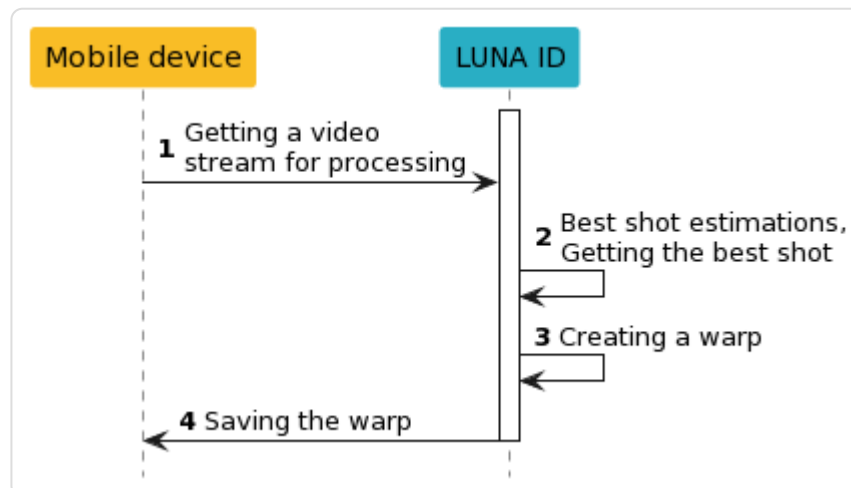 Mobile device
LUNA ID
1 Getting a video
stream for processing
2 Best shot estimations,
Getting the best shot
3 Creating a warp
4 Saving the warp